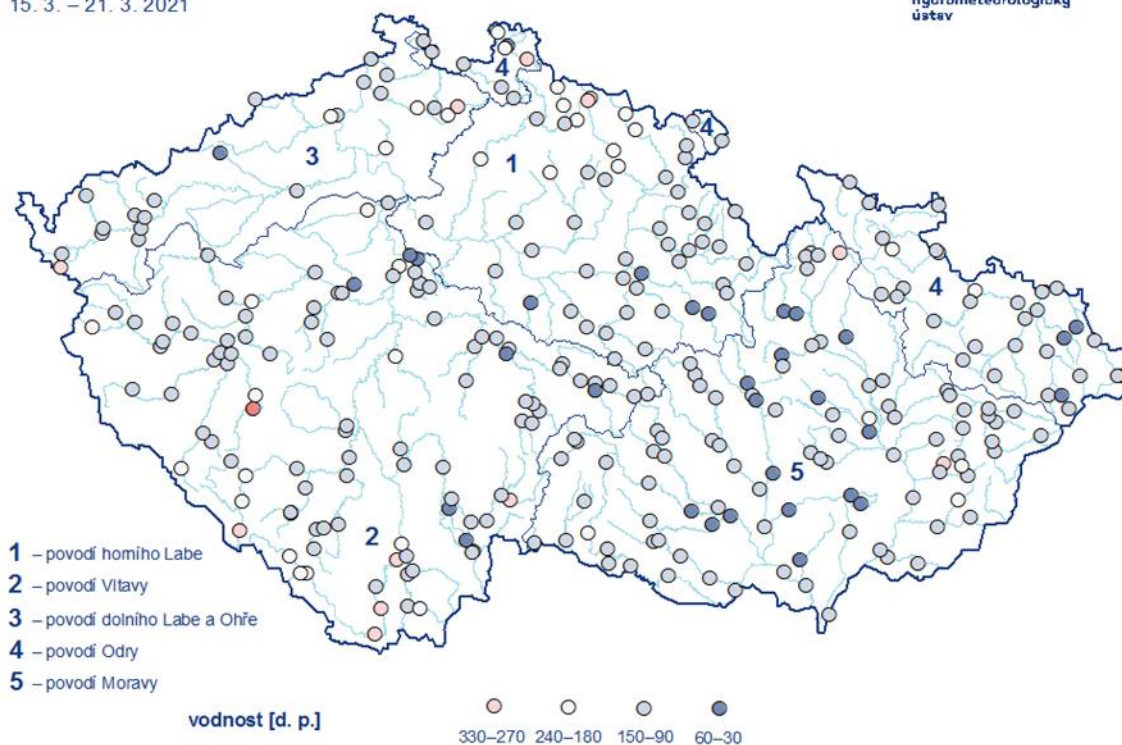 15. 3. – 21. 3. 2021
hydrometeorologický
ústav
4
4
3
1
4
5
2
1 – povodí horního Labe
2 – povodí Vltavy
3 – povodí dolního Labe a Ohře
4 – povodí Odry
5 – povodí Moravy
vodnost [d. p.]
330–270 240–180 150–90 60–30